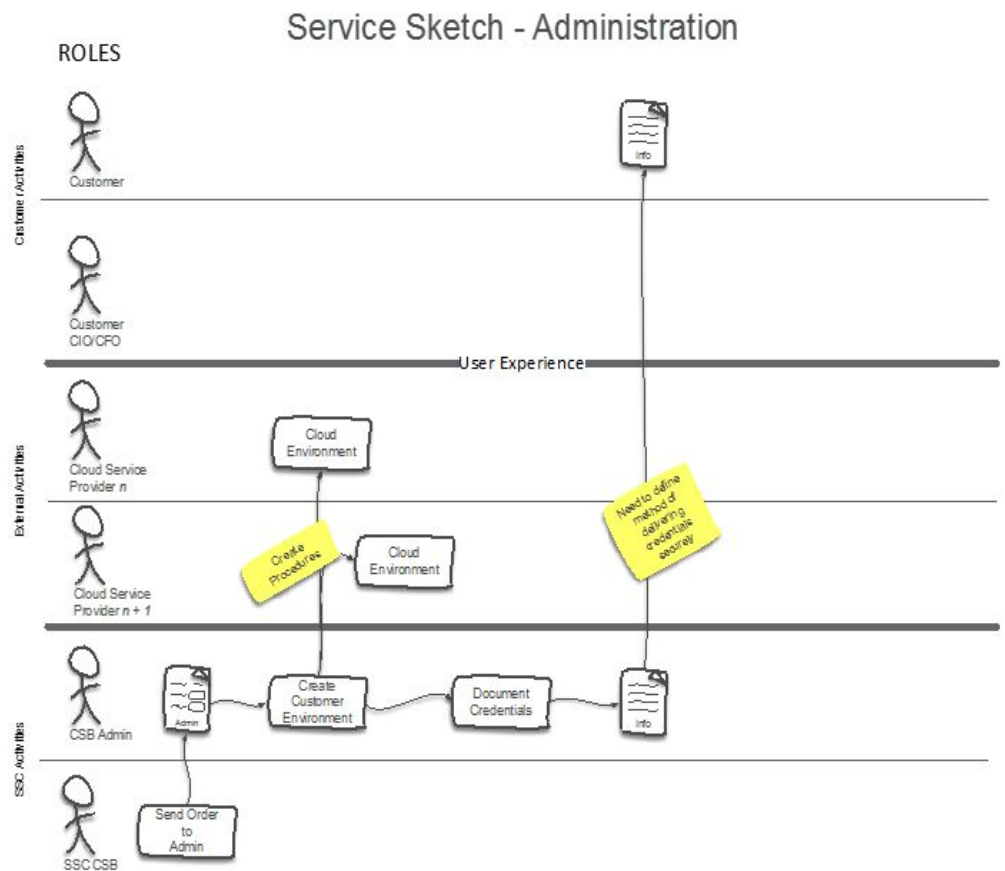 Service Sketch - Administration
ROLES
Customer Activities
Customer
Info
Customer
CIO/CFO
User Experience
External Activities
Cloud Service
Provider n
Cloud
Environment
Need to define
method of
delivering
credentials
securely
Create
Procedures
Cloud
Environment
Cloud Service
Provider n + 1
SSC Activities
CSB Admin
Admin
Create
Customer
Environment
Document
Credentials
Info
SSC CSB
Send Order
to
Admin